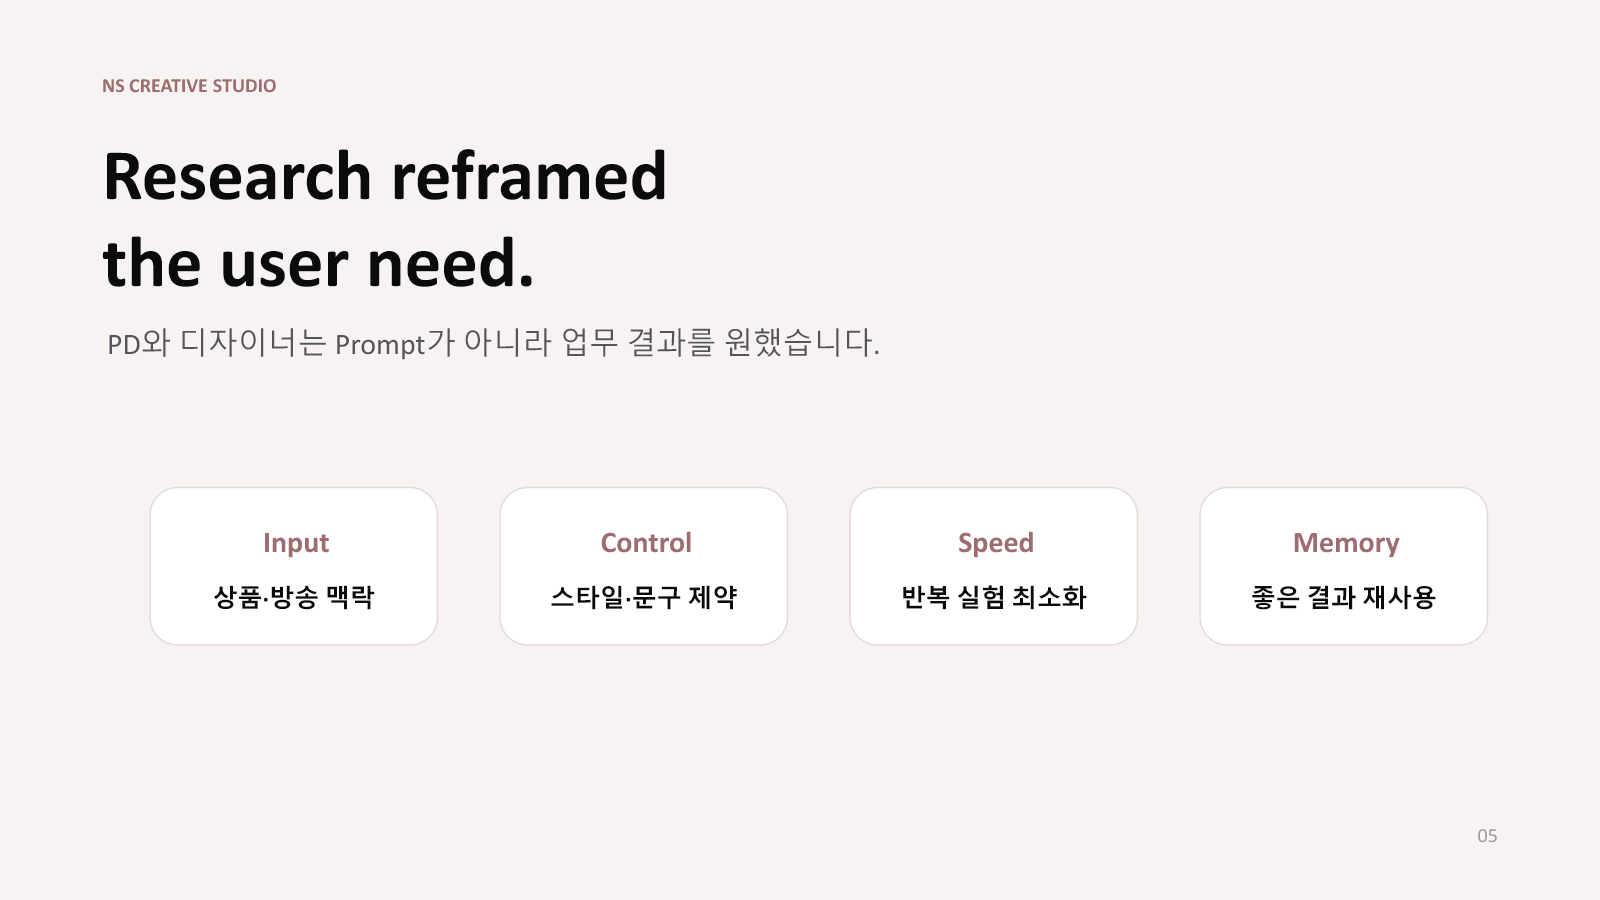 NS CREATIVE STUDIO
Research reframed
the user need.
PD와 디자이너는 Prompt가 아니라 업무 결과를 원했습니다.
Input
상품·방송 맥락
Control
스타일·문구 제약
Speed
반복 실험 최소화
Memory
좋은 결과 재사용
05